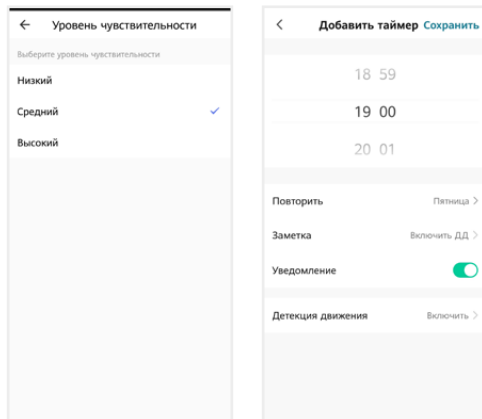 Уровень чувствительности
Выберите уровень чувствительности
Низкий
Средний
Высокий
Добавить таймер Сохранить
18 59
19 00
20 01
Повторить Пятница
Заметка Включить ДД
Уведомление
Детекция движения Включить